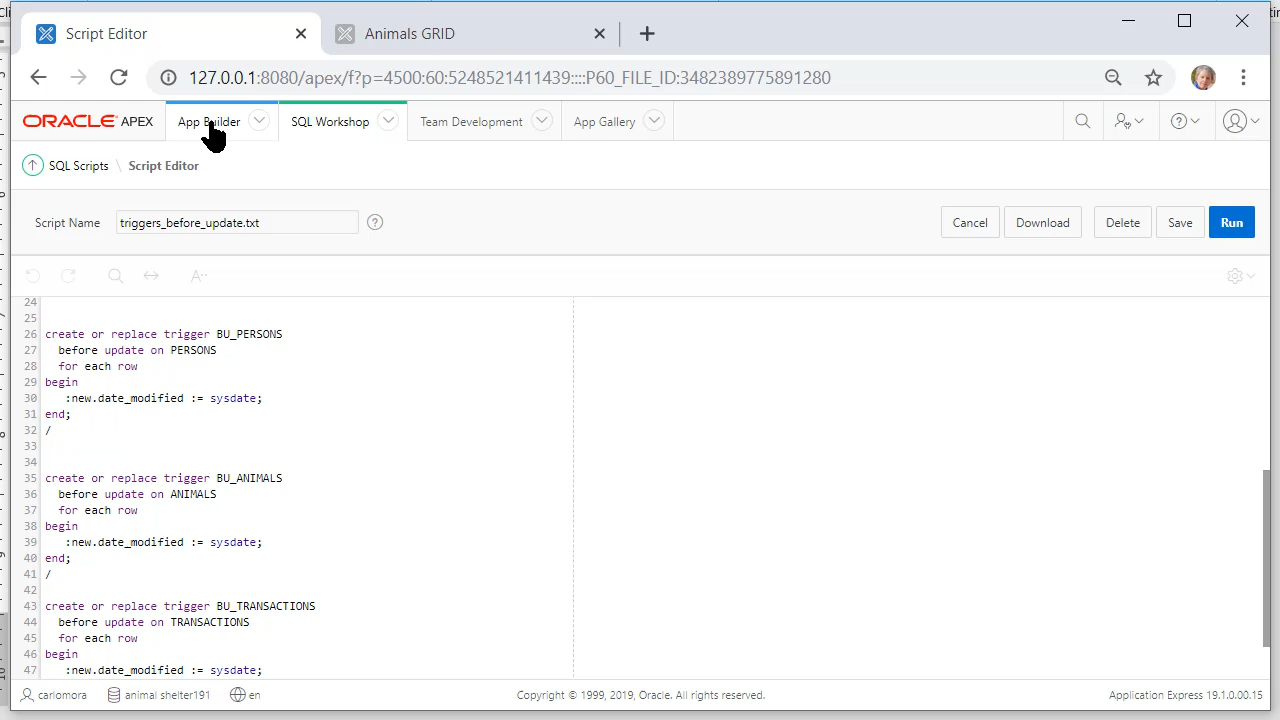 Script Editor
Animals GRID
127.0.0.1:8080/apex/f?p=4500:60:5248521411439::::P60_FILE_ID:3482389775891280
ORACLE APEX App Builder SQL Workshop Team Development App Gallery
SQL Scripts \ Script Editor
Script Name triggers_before_update.txt ? Cancel Download Delete Save Run
24
25
26 create or replace trigger BU_PERSONS
27 before update on PERSONS
28 for each row
29 begin
30 :new.date_modified := sysdate;
31 end;
32 /
33
34
35 create or replace trigger BU_ANIMALS
36 before update on ANIMALS
37 for each row
38 begin
39 :new.date_modified := sysdate;
40 end;
41 /
42
43 create or replace trigger BU_TRANSACTIONS
44 before update on TRANSACTIONS
45 for each row
46 begin
47 :new.date_modified := sysdate;
carlomora animal shelter191 en Copyright © 1999, 2019, Oracle. All rights reserved. Application Express 19.1.0.00.15